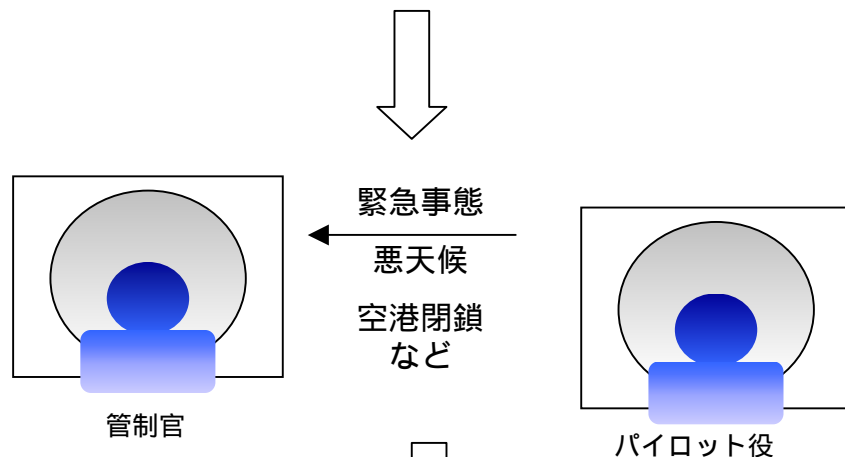 緊急事態
悪天候
空港閉鎖
など
管制官
パイロット役